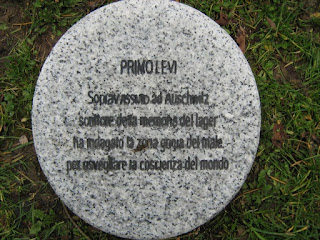 PRIMO LEVI
Sopravvissuto ad Auschwitz
scrittore della memoria del lager
ha indagato la zona grigia del male
per risvegliare la coscienza del mondo